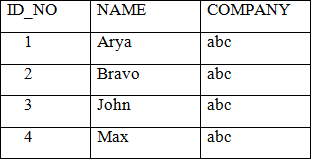 ID_NO NAME COMPANY
1 Arya abc
2 Bravo abc
3 John abc
4 Max abc